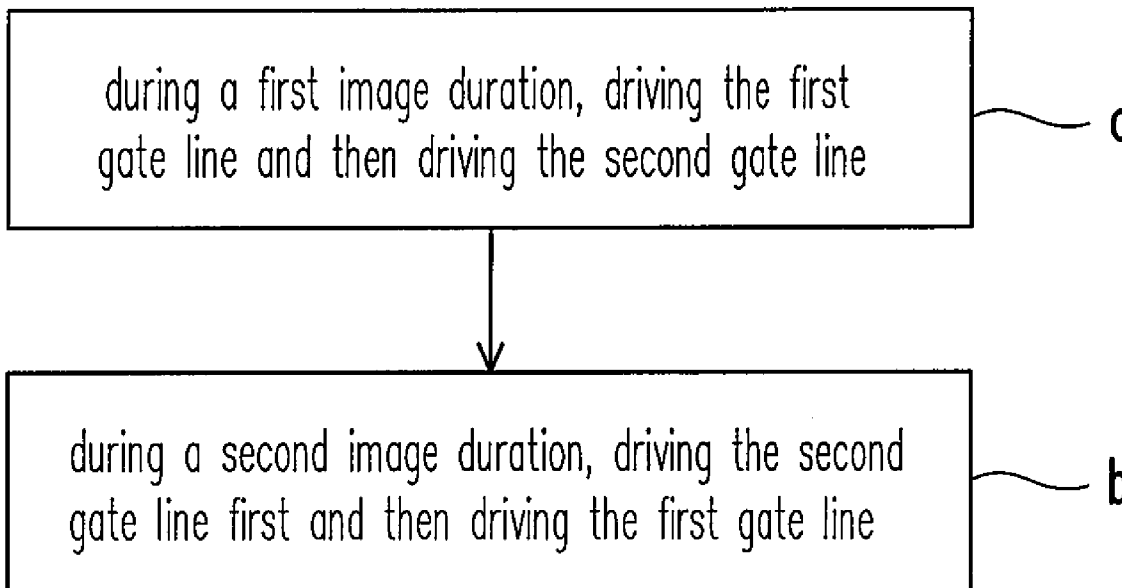 during a first image duration, driving the first
gate line and then driving the second gate line
during a second image duration, driving the second
gate line first and then driving the first gate line
b